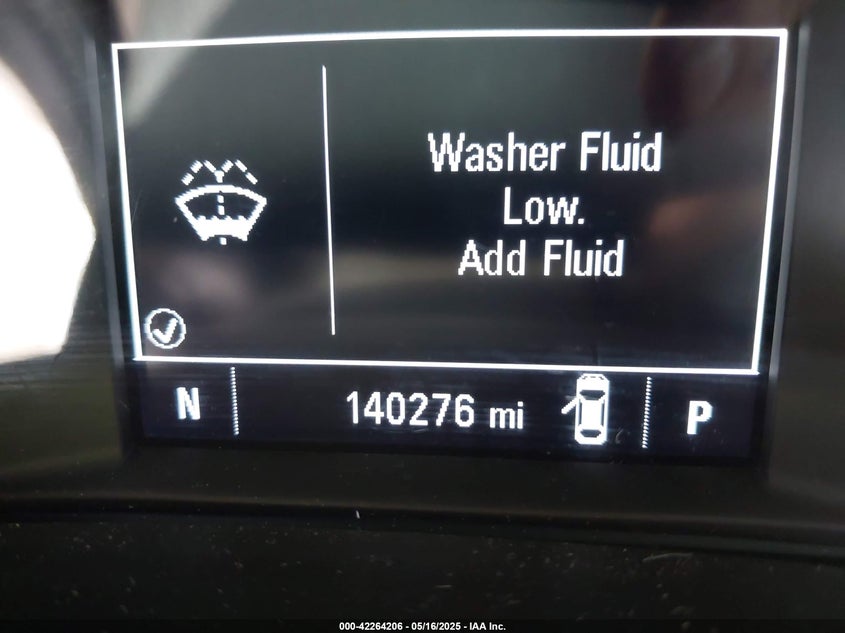 Washer Fluid
Low.
Add Fluid
N 140276 mi P
000-42264206 - 05/16/2025 - IAA Inc.